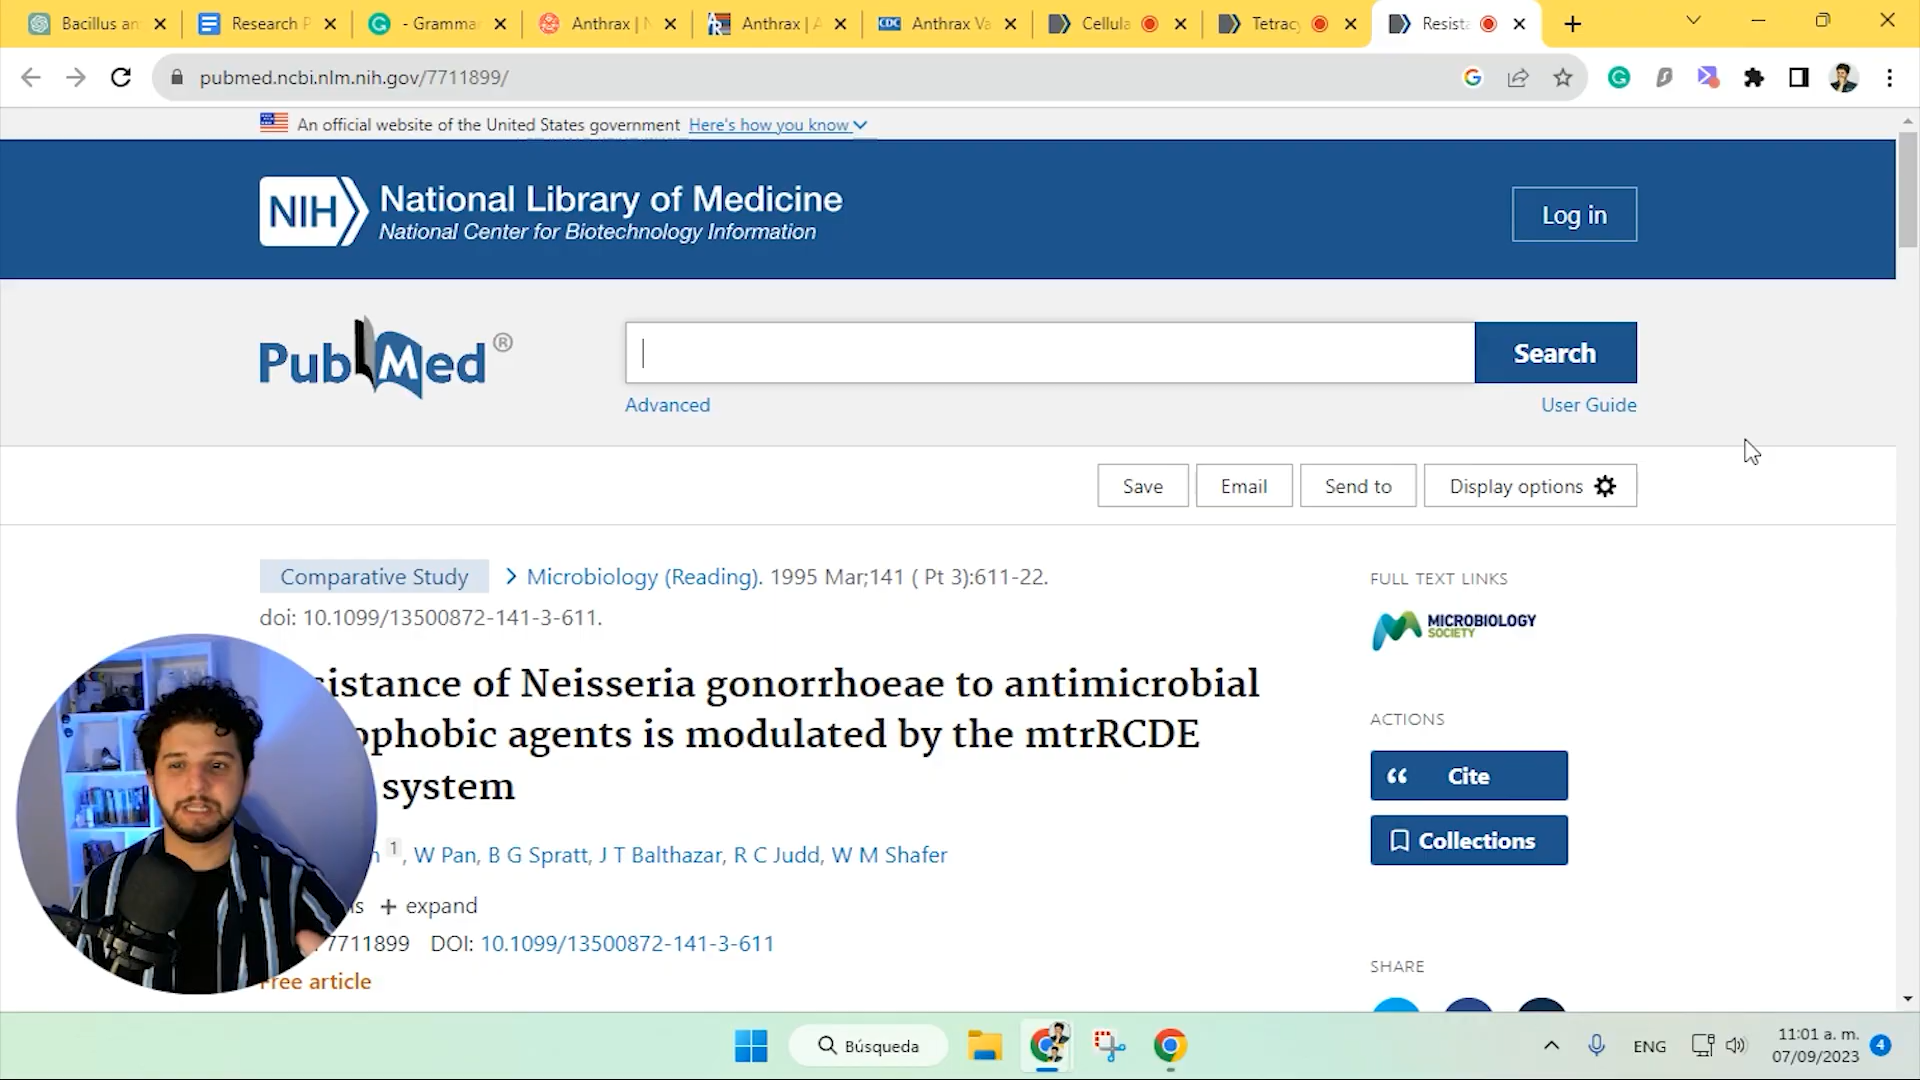 Bacillus an
Research P
- Gramma
Anthrax | N
Anthrax | A
CDC
Anthrax Va
Cellula
Tetracy
Resista
pubmed.ncbi.nlm.nih.gov/7711899/
An official website of the United States government Here's how you know
NIH
National Library of Medicine
National Center for Biotechnology Information
Log in
PubMed®
Search
Advanced
User Guide
Save
Email
Send to
Display options
Comparative Study
Microbiology (Reading). 1995 Mar;141 ( Pt 3):611-22.
doi: 10.1099/13500872-141-3-611.
sistance of Neisseria gonorrhoeae to antimicrobial
ophobic agents is modulated by the mtrRCDE
system
1, W Pan, B G Spratt, J T Balthazar, R C Judd, W M Shafer
+ expand
7711899 DOI: 10.1099/13500872-141-3-611
Free article
FULL TEXT LINKS
MICROBIOLOGY
SOCIETY
ACTIONS
Cite
Collections
SHARE
Búsqueda
ENG
11:01 a. m.
07/09/2023
4